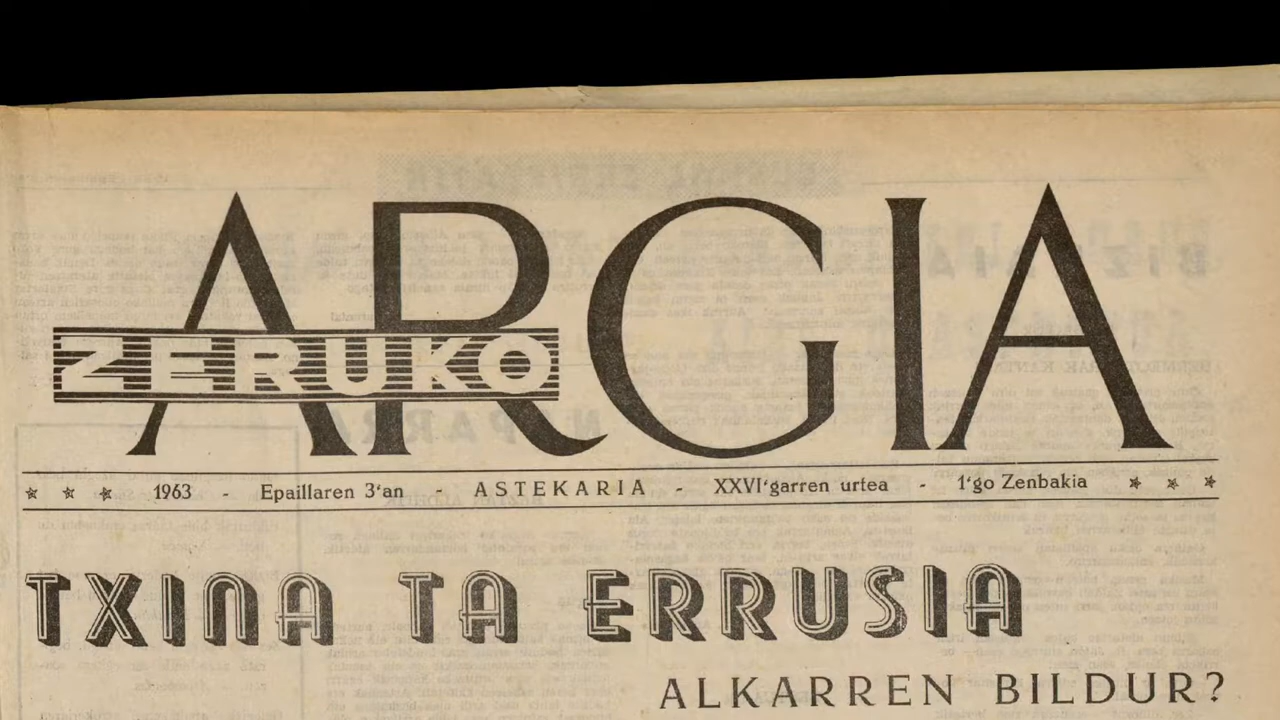 ARGIA
ZERUKO
1963 - Epaillaren 3'an - ASTEKARIA - XXVI'garren urtea - 1'go Zenbakia
TXINA TA ERRUSIA
ALKARREN BILDUR?